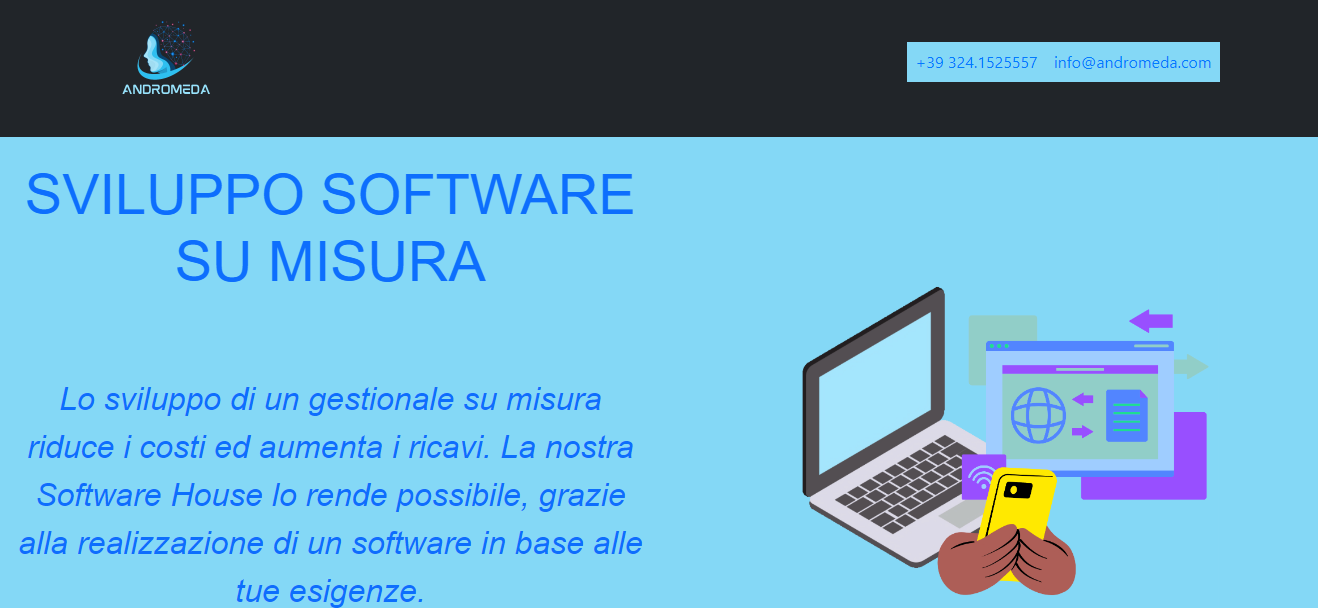 ANDROMEDA
+39 324.1525557 info@andromeda.com
SVILUPPO SOFTWARE
SU MISURA
Lo sviluppo di un gestionale su misura
riduce i costi ed aumenta i ricavi. La nostra
Software House lo rende possibile, grazie
alla realizzazione di un software in base alle
tue esigenze.